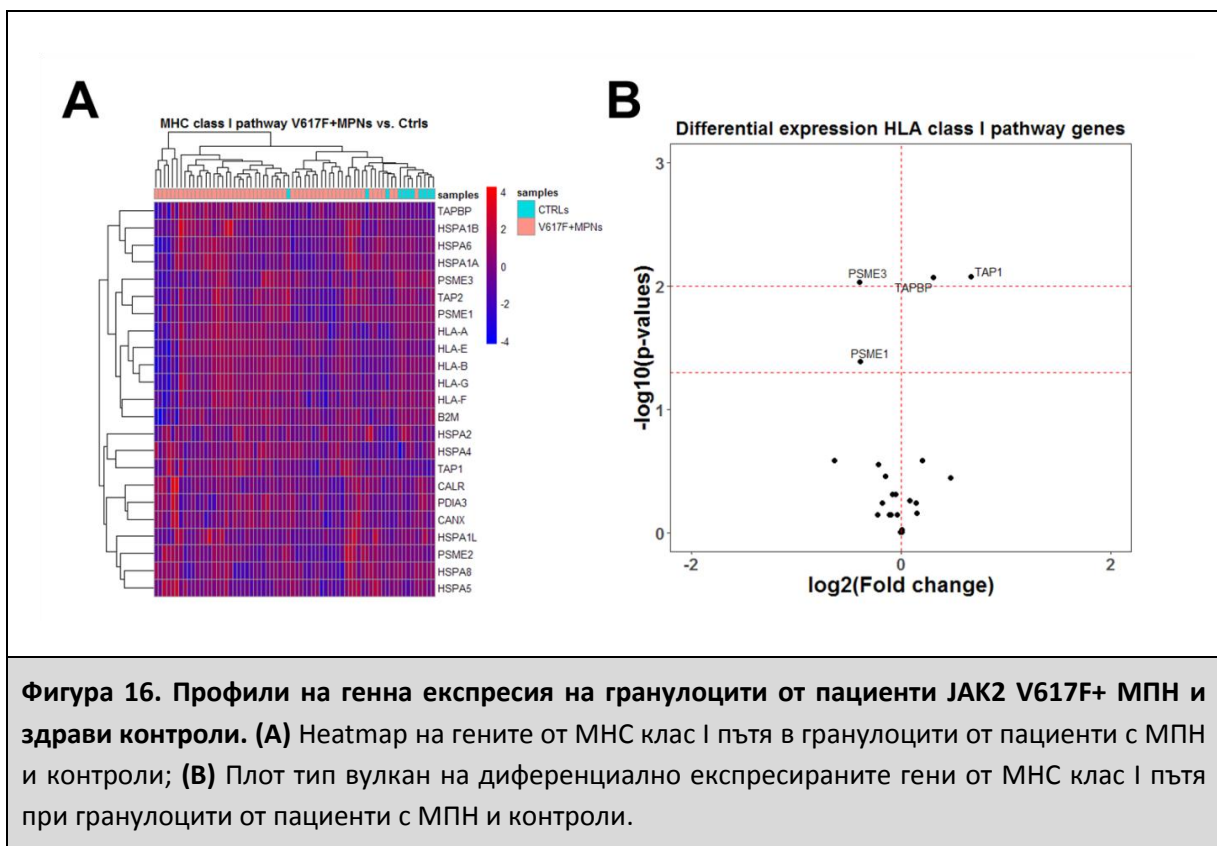 A
B
MHC class I pathway V617F+MPNs vs. Ctrls
samples
TAPBP
HSPA1B
HSPA6
HSPA1A
PSME3
TAP2
PSME1
HLA-A
HLA-E
HLA-B
HLA-G
HLA-F
B2M
HSPA2
HSPA4
TAP1
CALR
PDIA3
CANX
HSPA1L
PSME2
HSPA8
HSPA5
4
2
0
-2
-4
samples
CTRLs
V617F+MPNs
Differential expression HLA class I pathway genes
-log10(p-values)
3
2
1
0
PSME3
TAPBP
TAP1
PSME1
-2
0
2
log2(Fold change)
Фигура 16. Профили на генна експресия на гранулоцити от пациенти JAK2 V617F+ МПН и
здрави контроли. (A) Heatmap на гените от MHC клас I пътя в гранулоцити от пациенти с МПН
и контроли; (B) Плот тип вулкан на диференциално експресираните гени от MHC клас I пътя
при гранулоцити от пациенти с МПН и контроли.